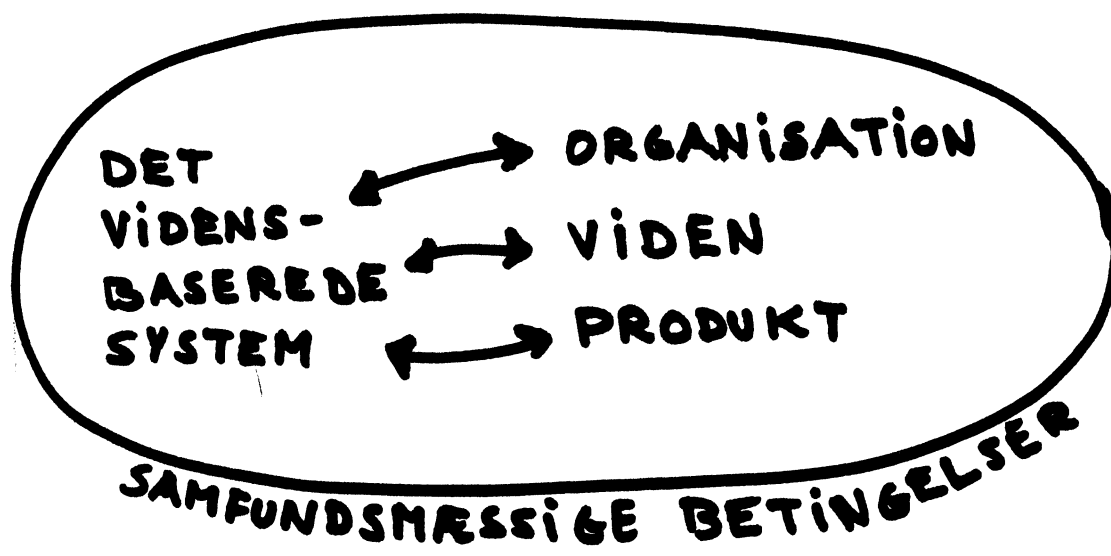 DET
ViDENS-
BASEREDE
SYSTEM
ORGANiSATiON
ViDEN
PRODUKT
SAMFUNDSMÆSSiGE BETiNGELSER